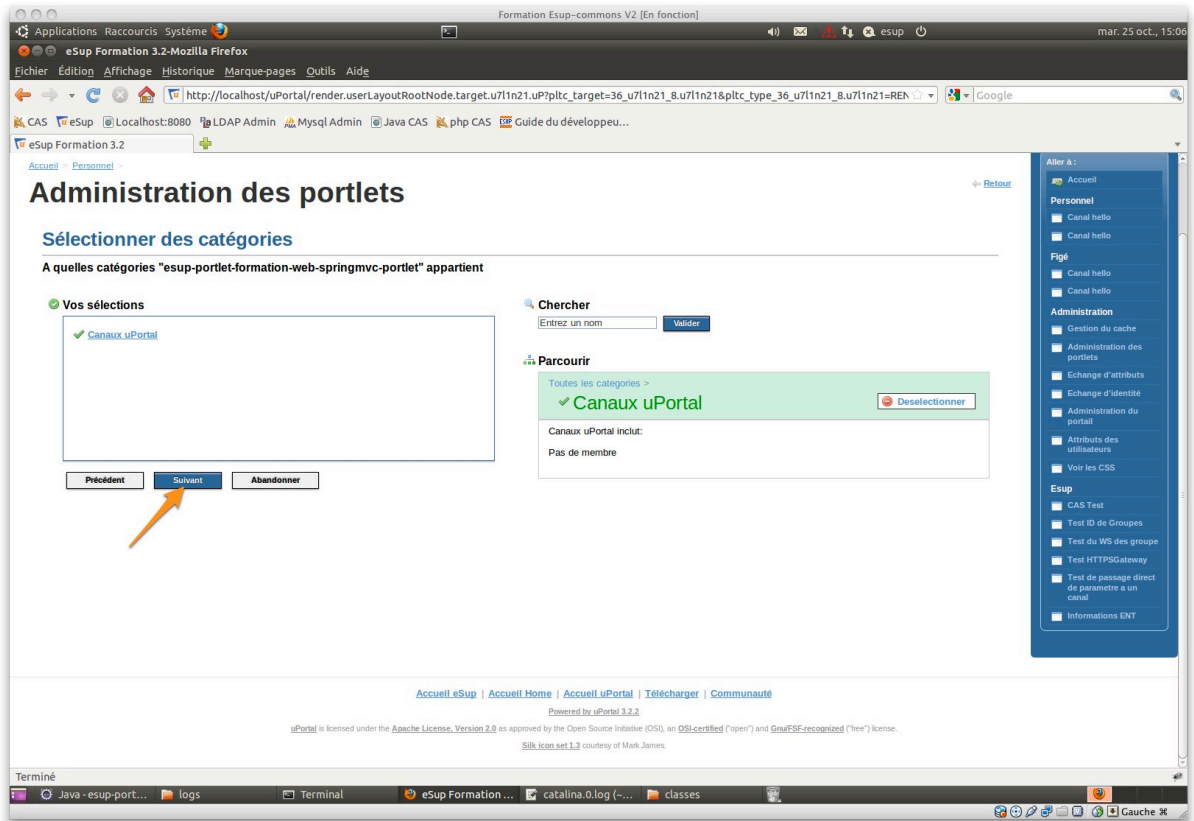 Formation Esup-commons V2 [En fonction]
Applications Raccourcis Système
esup
mar. 25 oct., 15:06
eSup Formation 3.2-Mozilla Firefox
Fichier Édition Affichage Historique Marque-pages Outils Aide
http://localhost/uPortal/render.userLayoutRootNode.target.u7l1n21.uP?pltc_target=36_u7l1n21_8.u7l1n21&pltc_type_36_u7l1n21_8.u7l1n21=REN
Google
CAS eSup Localhost:8080 LDAP Admin Mysql Admin Java CAS php CAS Guide du développeu...
eSup Formation 3.2
Accueil > Personnel >
Administration des portlets
Retour
Sélectionner des catégories
A quelles catégories "esup-portlet-formation-web-springmvc-portlet" appartient
Vos sélections
Canaux uPortal
Précédent Suivant Abandonner
Chercher
Entrez un nom Valider
Parcourir
Toutes les categories >
Canaux uPortal
Deselectionner
Canaux uPortal inclut:
Pas de membre
Aller à :
Accueil
Personnel
Canal hello
Canal hello
Figé
Canal hello
Canal hello
Administration
Gestion du cache
Administration des
portlets
Echange d'attributs
Echange d'identité
Administration du
portail
Attributs des
utilisateurs
Voir les CSS
Esup
CAS Test
Test ID de Groupes
Test du WS des groupe
Test HTTPSGateway
Test de passage direct
de parametre a un
canal
Informations ENT
Accueil eSup | Accueil Home | Accueil uPortal | Télécharger | Communauté
Powered by uPortal 3.2.2
uPortal is licensed under the Apache License, Version 2.0 as approved by the Open Source Initiative (OSI), an OSI-certified ("open") and Gnu/FSF-recognized ("free") license.
Silk icon set 1.3 courtesy of Mark James.
Terminé
Java - esup-port... logs Terminal eSup Formation ... catalina.0.log (~... classes
Gauche ⌘